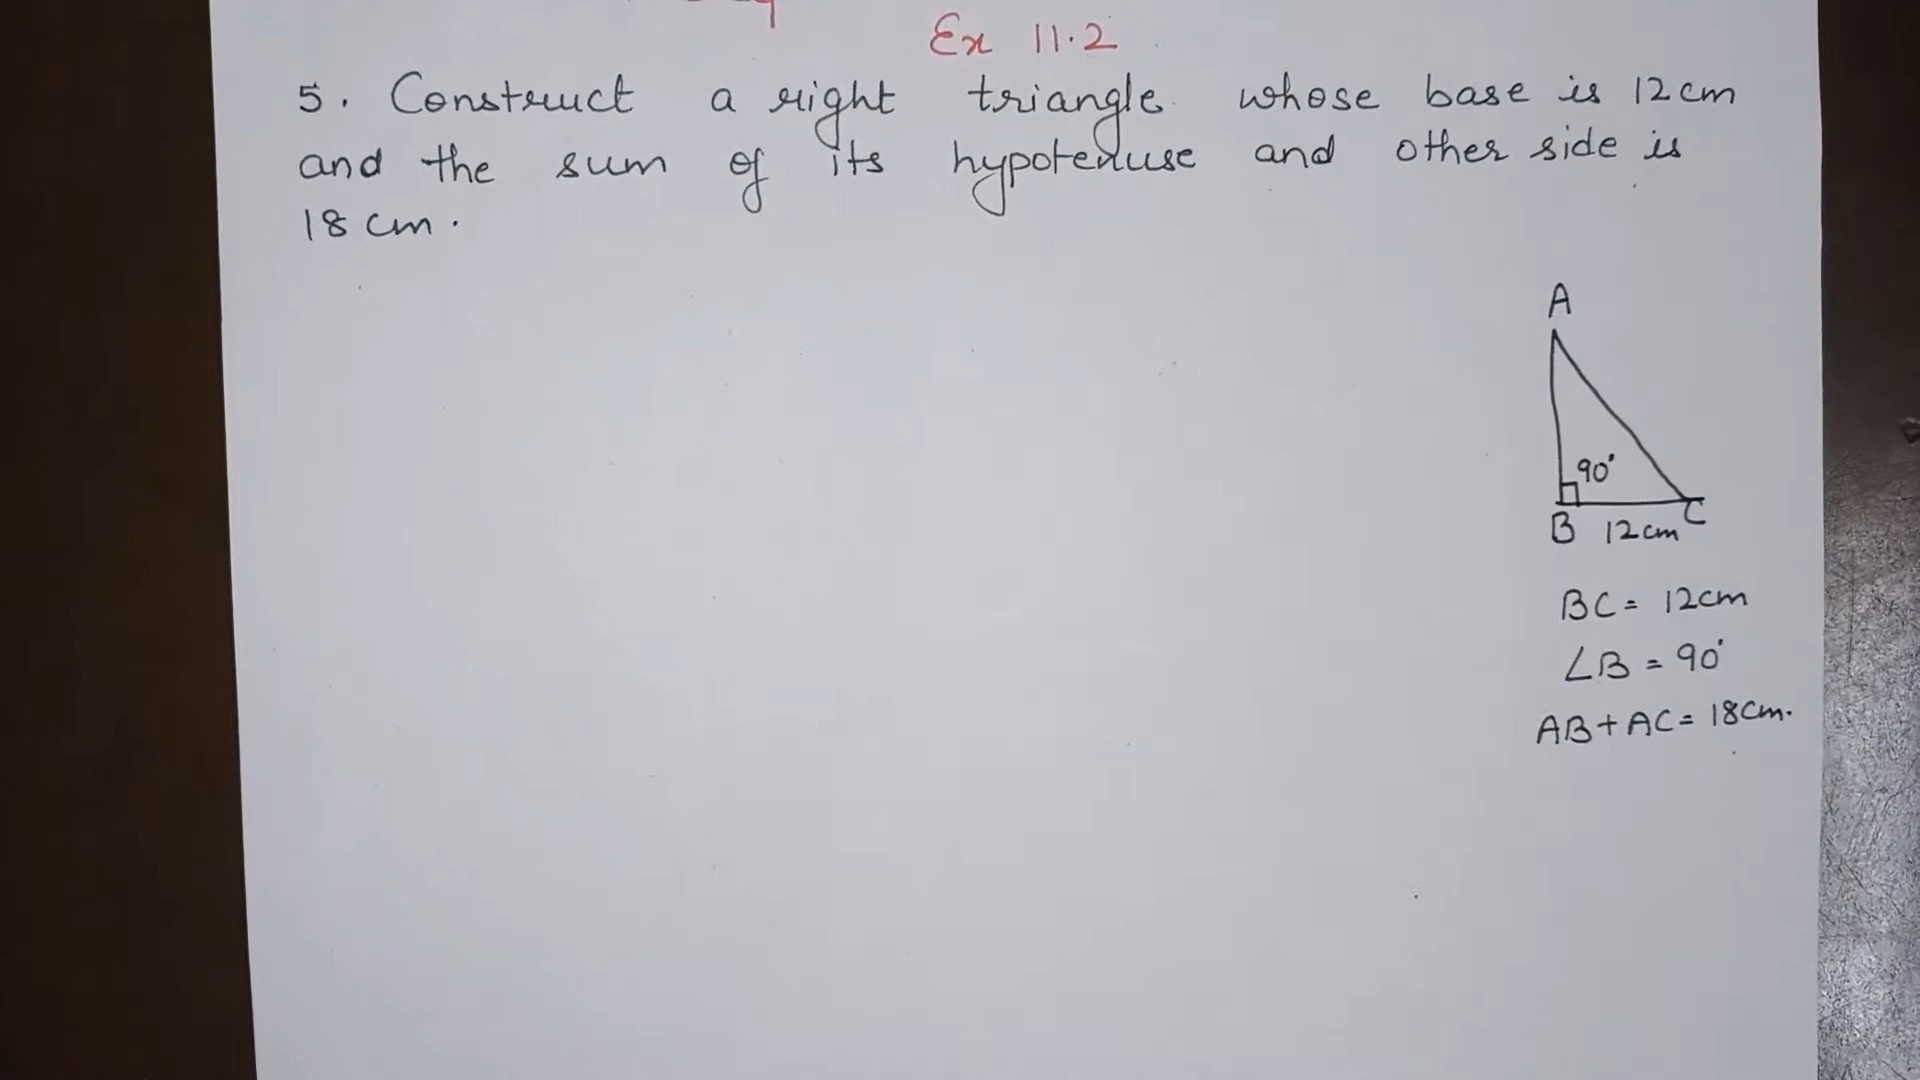 Ex 11.2
5. Construct a right triangle whose base is 12cm
and the sum of its hypotenuse and other side is
18 cm.
A
90°
B 12cm C
BC = 12cm
∠B = 90°
AB + AC = 18cm.